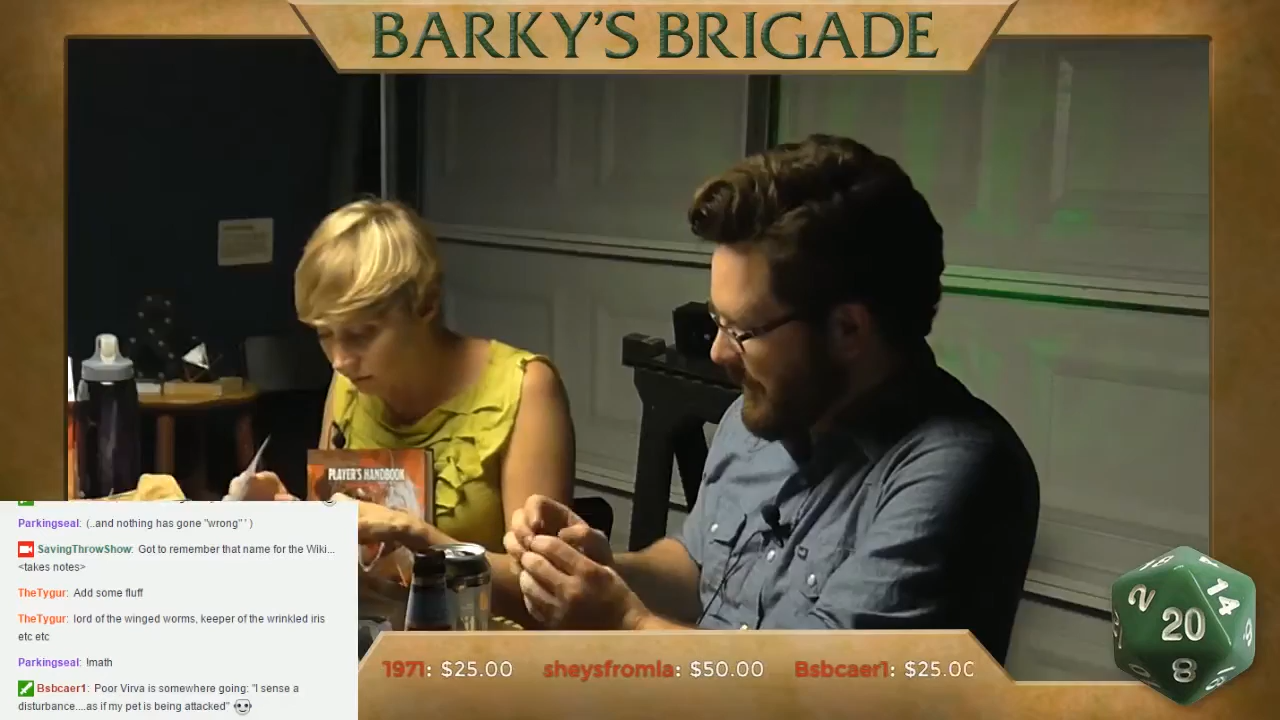 BARKY'S BRIGADE
PLAYER'S HANDBOOK
Parkingseal: (..and nothing has gone "wrong" ' )
SavingThrowShow: Got to remember that name for the Wiki...
<takes notes>
TheTygur: Add some fluff
TheTygur: lord of the winged worms, keeper of the wrinkled iris
etc etc
Parkingseal: !math
Bsbcaer1: Poor Virva is somewhere going: "I sense a
disturbance....as if my pet is being attacked"
1971: $25.00 sheysfromla: $50.00 Bsbcaer1: $25.00
2
14
20
8